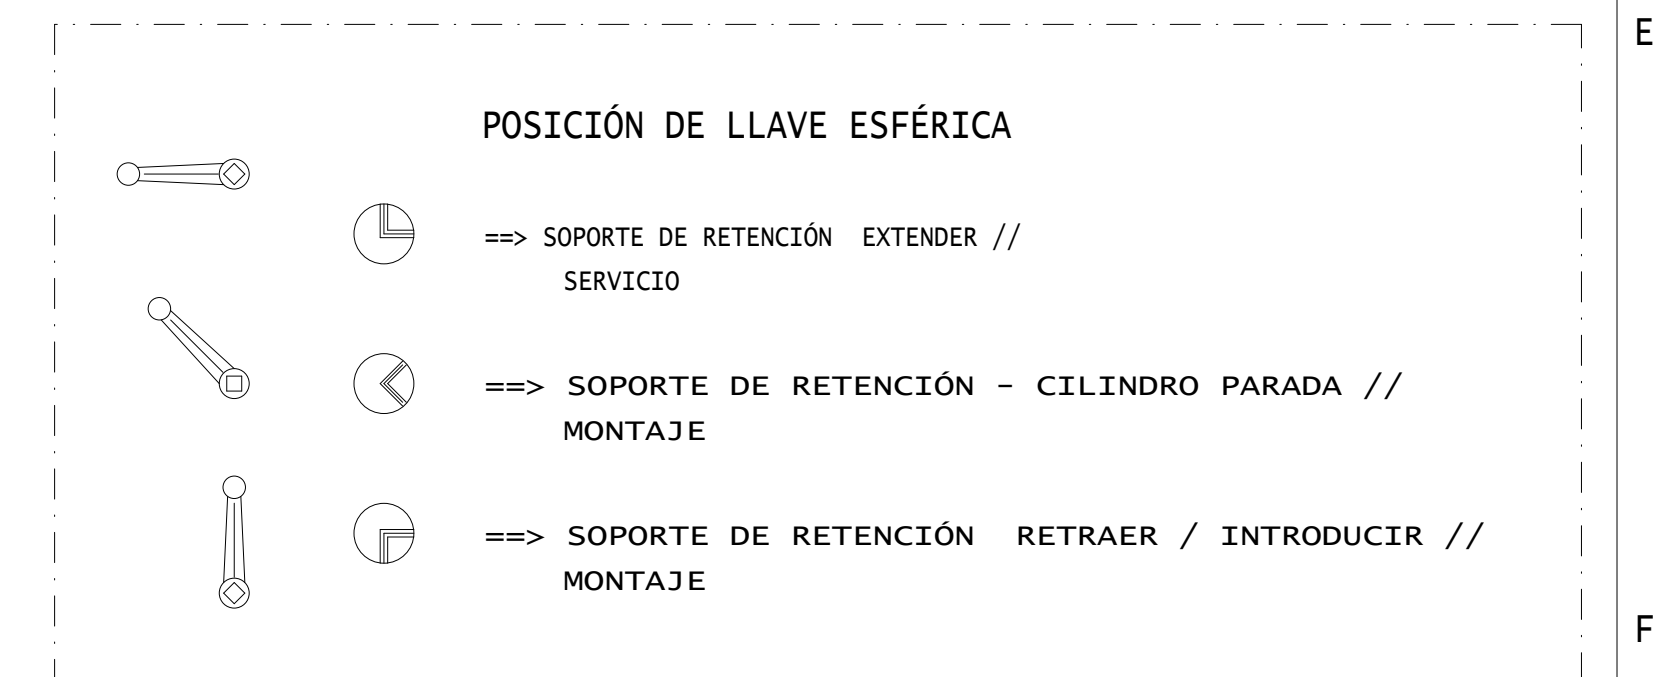 E
POSICIÓN DE LLAVE ESFÉRICA
==> SOPORTE DE RETENCIÓN  EXTENDER //
SERVICIO
==> SOPORTE DE RETENCIÓN - CILINDRO PARADA //
MONTAJE
==> SOPORTE DE RETENCIÓN  RETRAER / INTRODUCIR //
MONTAJE
F